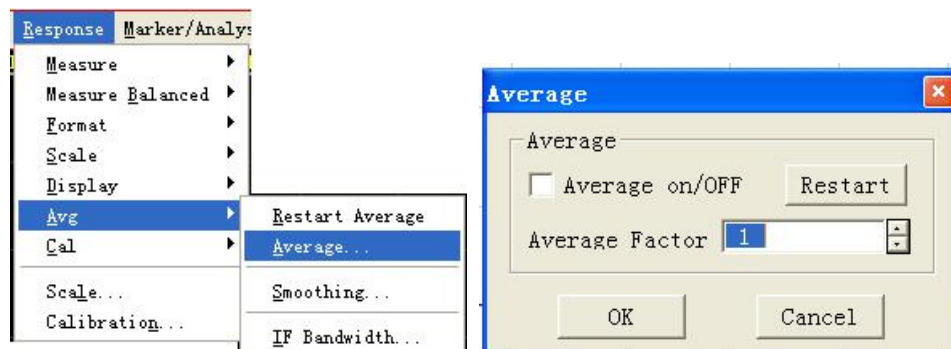 Response Marker/Analys
Measure
Measure Balanced
Format
Scale
Display
Avg
Cal
Scale...
Calibration...
Restart Average
Average...
Smoothing...
IF Bandwidth...
Average
Average
Average on/OFF Restart
Average Factor 1
OK Cancel